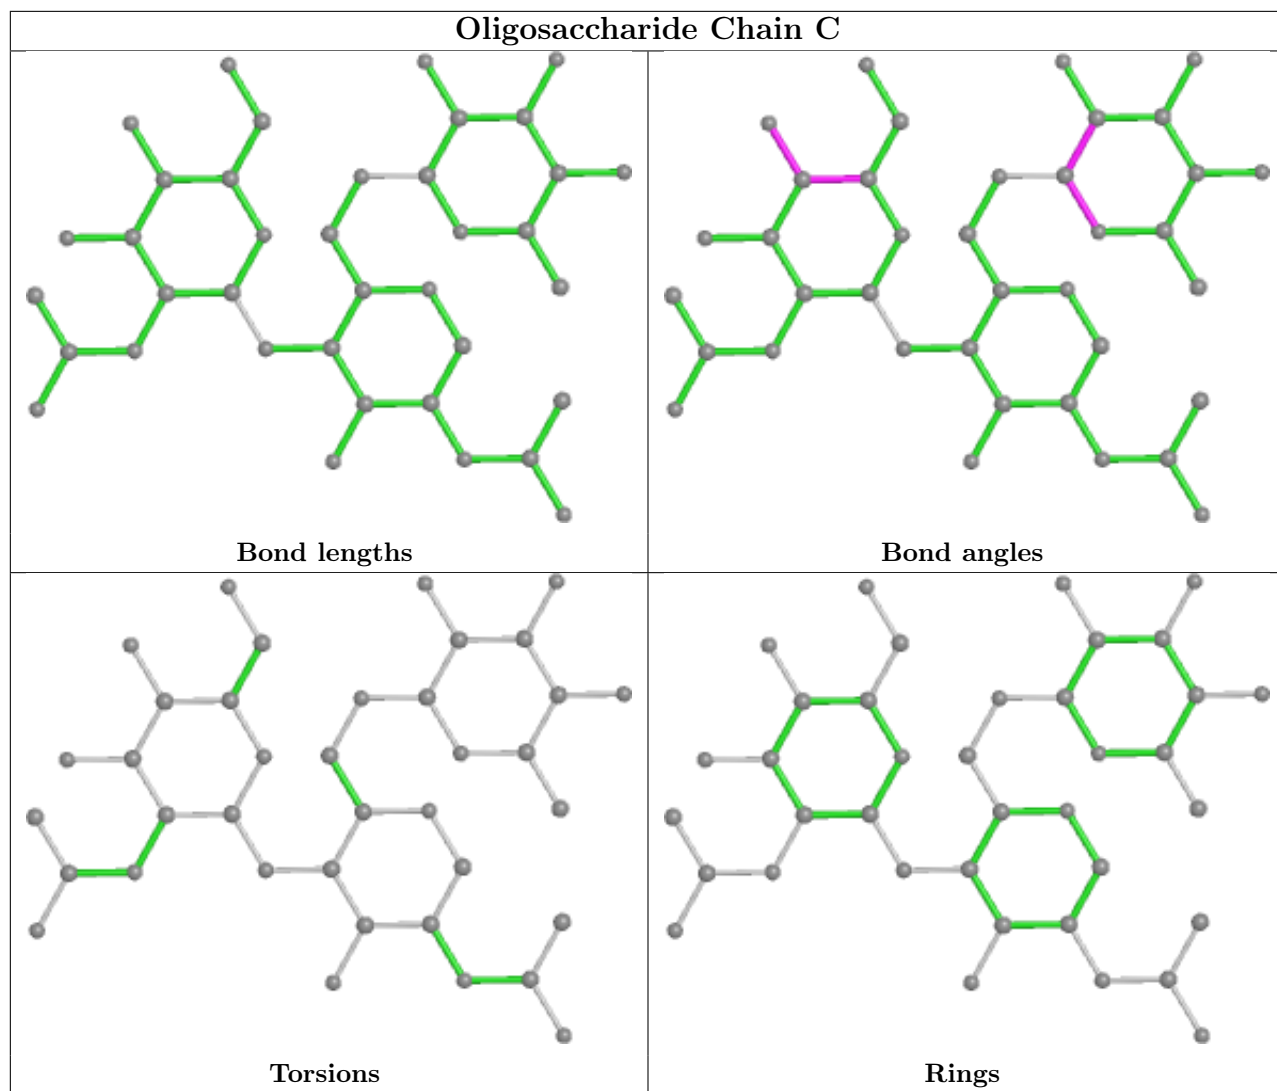 Oligosaccharide Chain C
Bond lengths
Bond angles
Torsions
Rings